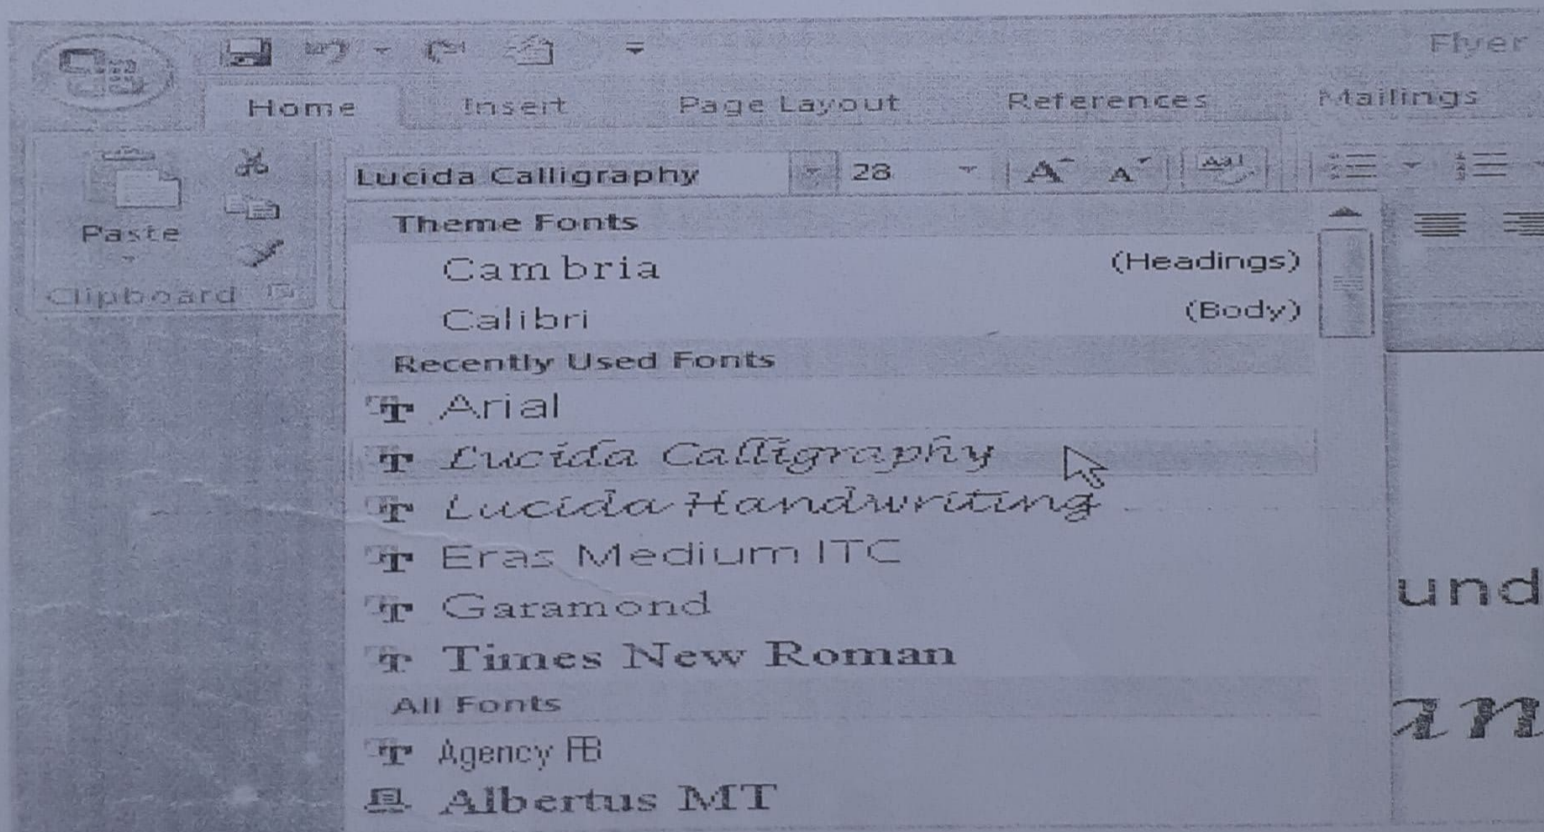 Flyer
Home Insert Page Layout References Mailings
Lucida Calligraphy 28 A A Aa
Paste
Clipboard
Theme Fonts
Cambria (Headings)
Calibri (Body)
Recently Used Fonts
Arial
Lucida Calligraphy
Lucida Handwriting
Eras Medium ITC
Garamond
Times New Roman
All Fonts
Agency FB
Albertus MT
und
an